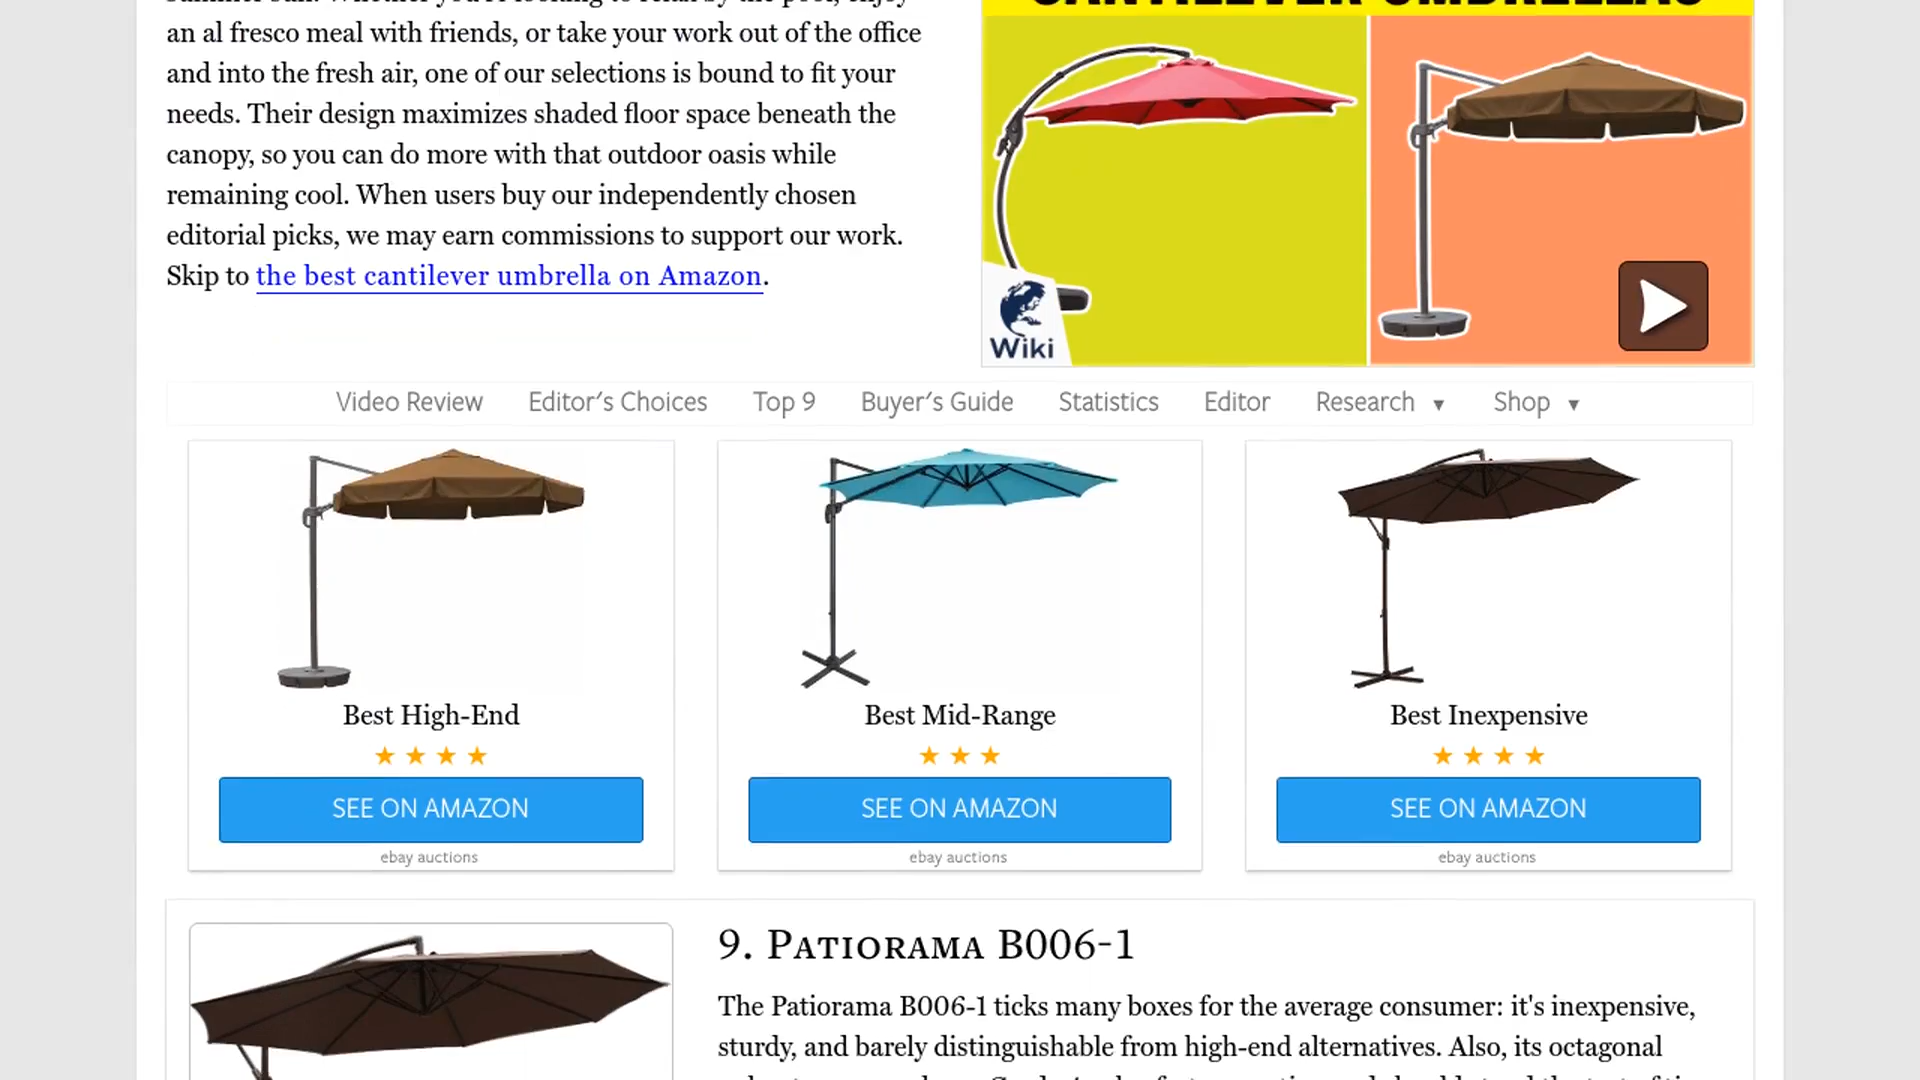 CANTILEVER UMBRELLAS
an al fresco meal with friends, or take your work out of the office
and into the fresh air, one of our selections is bound to fit your
needs. Their design maximizes shaded floor space beneath the
canopy, so you can do more with that outdoor oasis while
remaining cool. When users buy our independently chosen
editorial picks, we may earn commissions to support our work.
Skip to the best cantilever umbrella on Amazon.
Wiki
Video Review Editor's Choices Top 9 Buyer's Guide Statistics Editor Research ▼ Shop ▼
Best High-End
★ ★ ★ ★
SEE ON AMAZON
ebay auctions
Best Mid-Range
★ ★ ★
SEE ON AMAZON
ebay auctions
Best Inexpensive
★ ★ ★ ★
SEE ON AMAZON
ebay auctions
9. Patiorama B006-1
The Patiorama B006-1 ticks many boxes for the average consumer: it's inexpensive,
sturdy, and barely distinguishable from high-end alternatives. Also, its octagonal